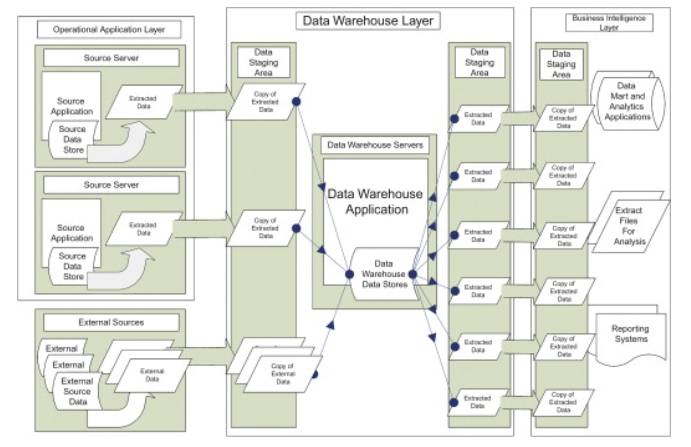 Operational Application Layer
Source Server
Source
Application
Source
Data
Store
Extracted
Data
Source Server
Source
Application
Source
Data
Store
Extracted
Data
External Sources
External
External
External
Source
Data
External
Data
Data Warehouse Layer
Data
Staging
Area
Copy of
Extracted
Data
Copy of
Extracted
Data
Copy of
External
Data
Data Warehouse Servers
Data Warehouse
Application
Data
Warehouse
Data Stores
Data
Staging
Area
Extracted
Data
Extracted
Data
Extracted
Data
Extracted
Data
Extracted
Data
Extracted
Data
Business Intelligence
Layer
Data
Staging
Area
Copy of
Extracted
Data
Copy of
Extracted
Data
Copy of
Extracted
Data
Copy of
Extracted
Data
Copy of
Extracted
Data
Copy of
Extracted
Data
Data
Mart and
Analytics
Applications
Extract
Files
For
Analysis
Reporting
Systems